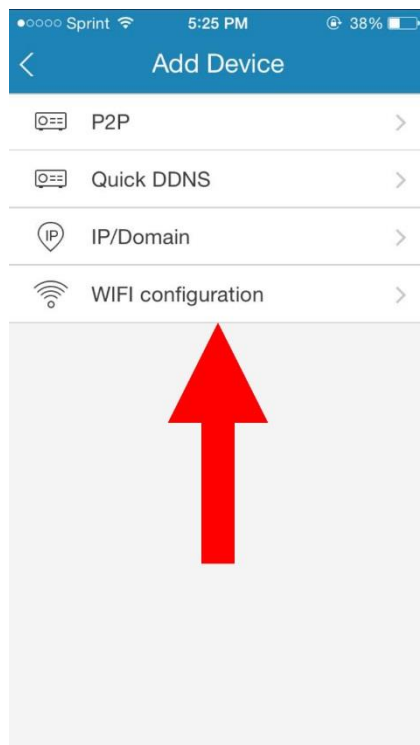 Sprint 5:25 PM 38%
Add Device
P2P
Quick DDNS
IP IP/Domain
WIFI configuration